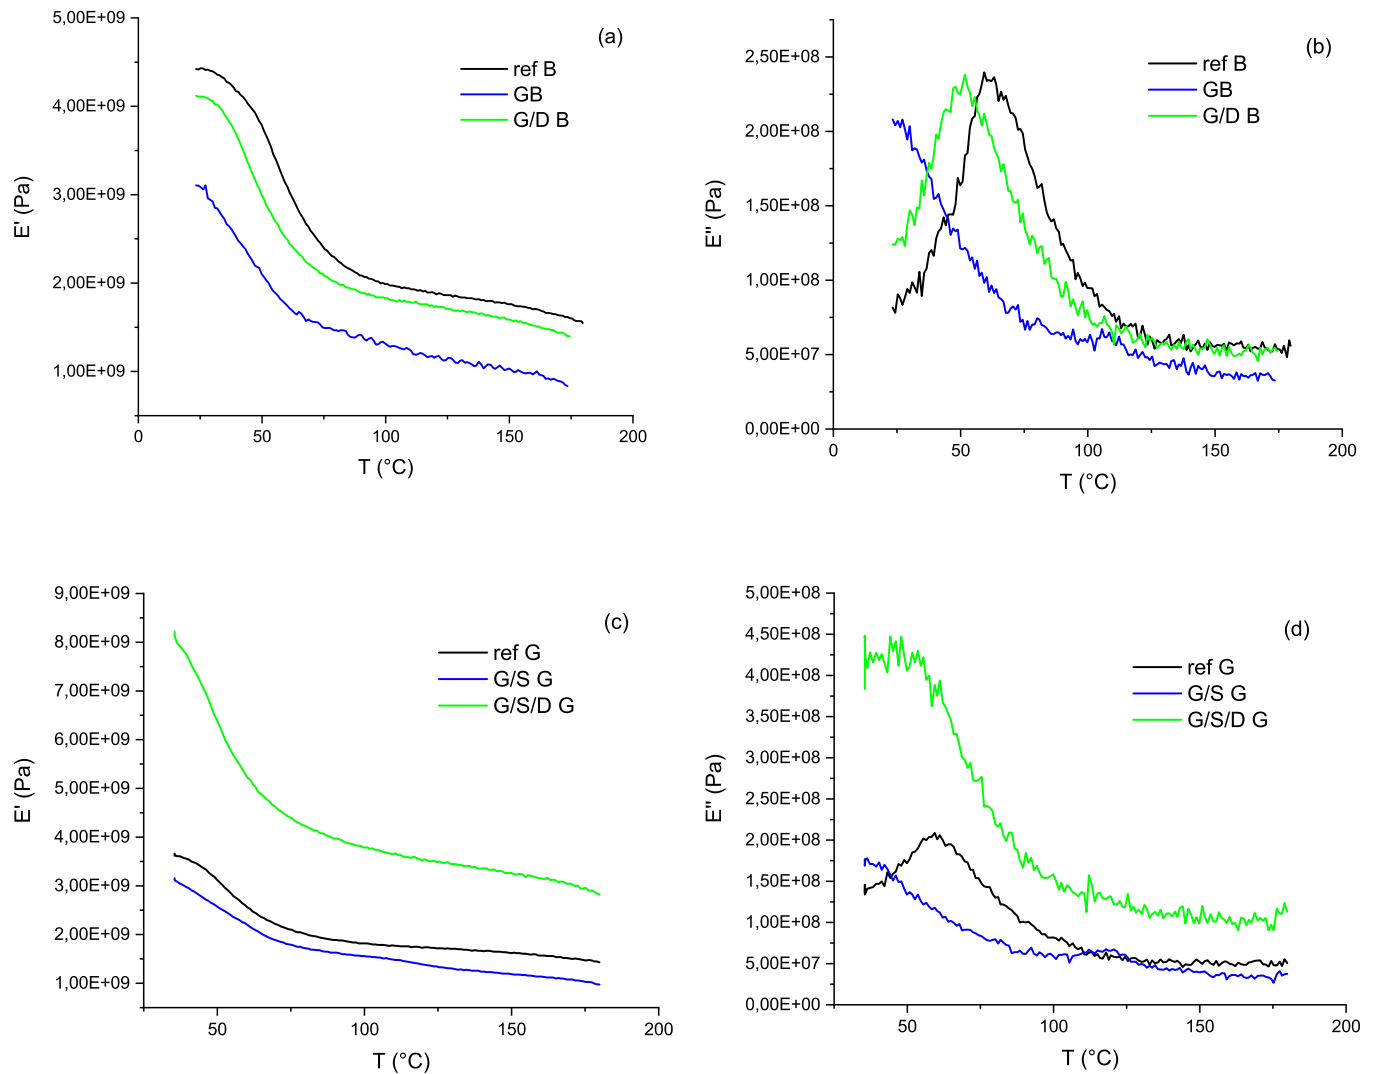 (a)
5,00E+09
4,00E+09
3,00E+09
2,00E+09
1,00E+09
E' (Pa)
ref B
GB
G/D B
0
50
100
150
200
T (°C)
(b)
2,50E+08
2,00E+08
1,50E+08
1,00E+08
5,00E+07
0,00E+00
E" (Pa)
ref B
GB
G/D B
0
50
100
150
200
T (°C)
(c)
9,00E+09
8,00E+09
7,00E+09
6,00E+09
5,00E+09
4,00E+09
3,00E+09
2,00E+09
1,00E+09
E' (Pa)
ref G
G/S G
G/S/D G
50
100
150
200
T (°C)
(d)
5,00E+08
4,50E+08
4,00E+08
3,50E+08
3,00E+08
2,50E+08
2,00E+08
1,50E+08
1,00E+08
5,00E+07
0,00E+00
E" (Pa)
ref G
G/S G
G/S/D G
50
100
150
200
T (°C)